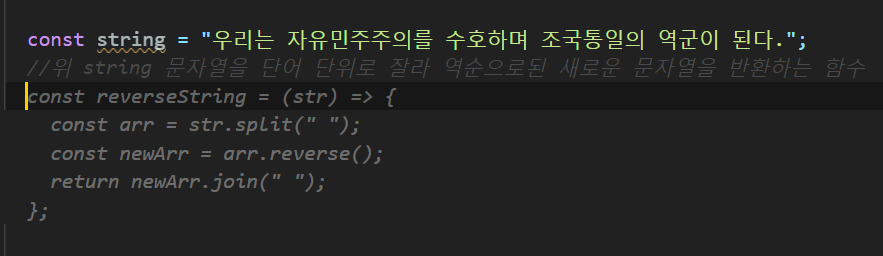 const string = "우리는 자유민주주의를 수호하며 조국통일의 역군이 된다.";
//위 string 문자열을 단어 단위로 잘라 역순으로된 새로운 문자열을 반환하는 함수
const reverseString = (str) => {
  const arr = str.split(" ");
  const newArr = arr.reverse();
  return newArr.join(" ");
};